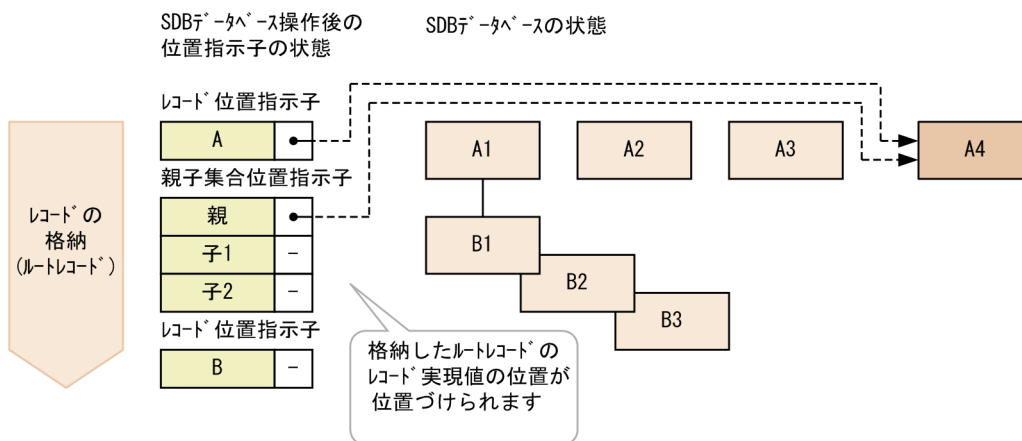 SDBﾃﾞｰﾀﾍﾞｰｽ操作後の
位置指示子の状態
SDBﾃﾞｰﾀﾍﾞｰｽの状態
ﾚｺｰﾄﾞの
格納
(ﾙｰﾄﾚｺｰﾄﾞ)
ﾚｺｰﾄﾞ位置指示子
A
親子集合位置指示子
親
子1
-
子2
-
ﾚｺｰﾄﾞ位置指示子
B
-
A1
A2
A3
A4
B1
B2
B3
格納したﾙｰﾄﾚｺｰﾄﾞの
ﾚｺｰﾄﾞ実現値の位置が
位置づけられます